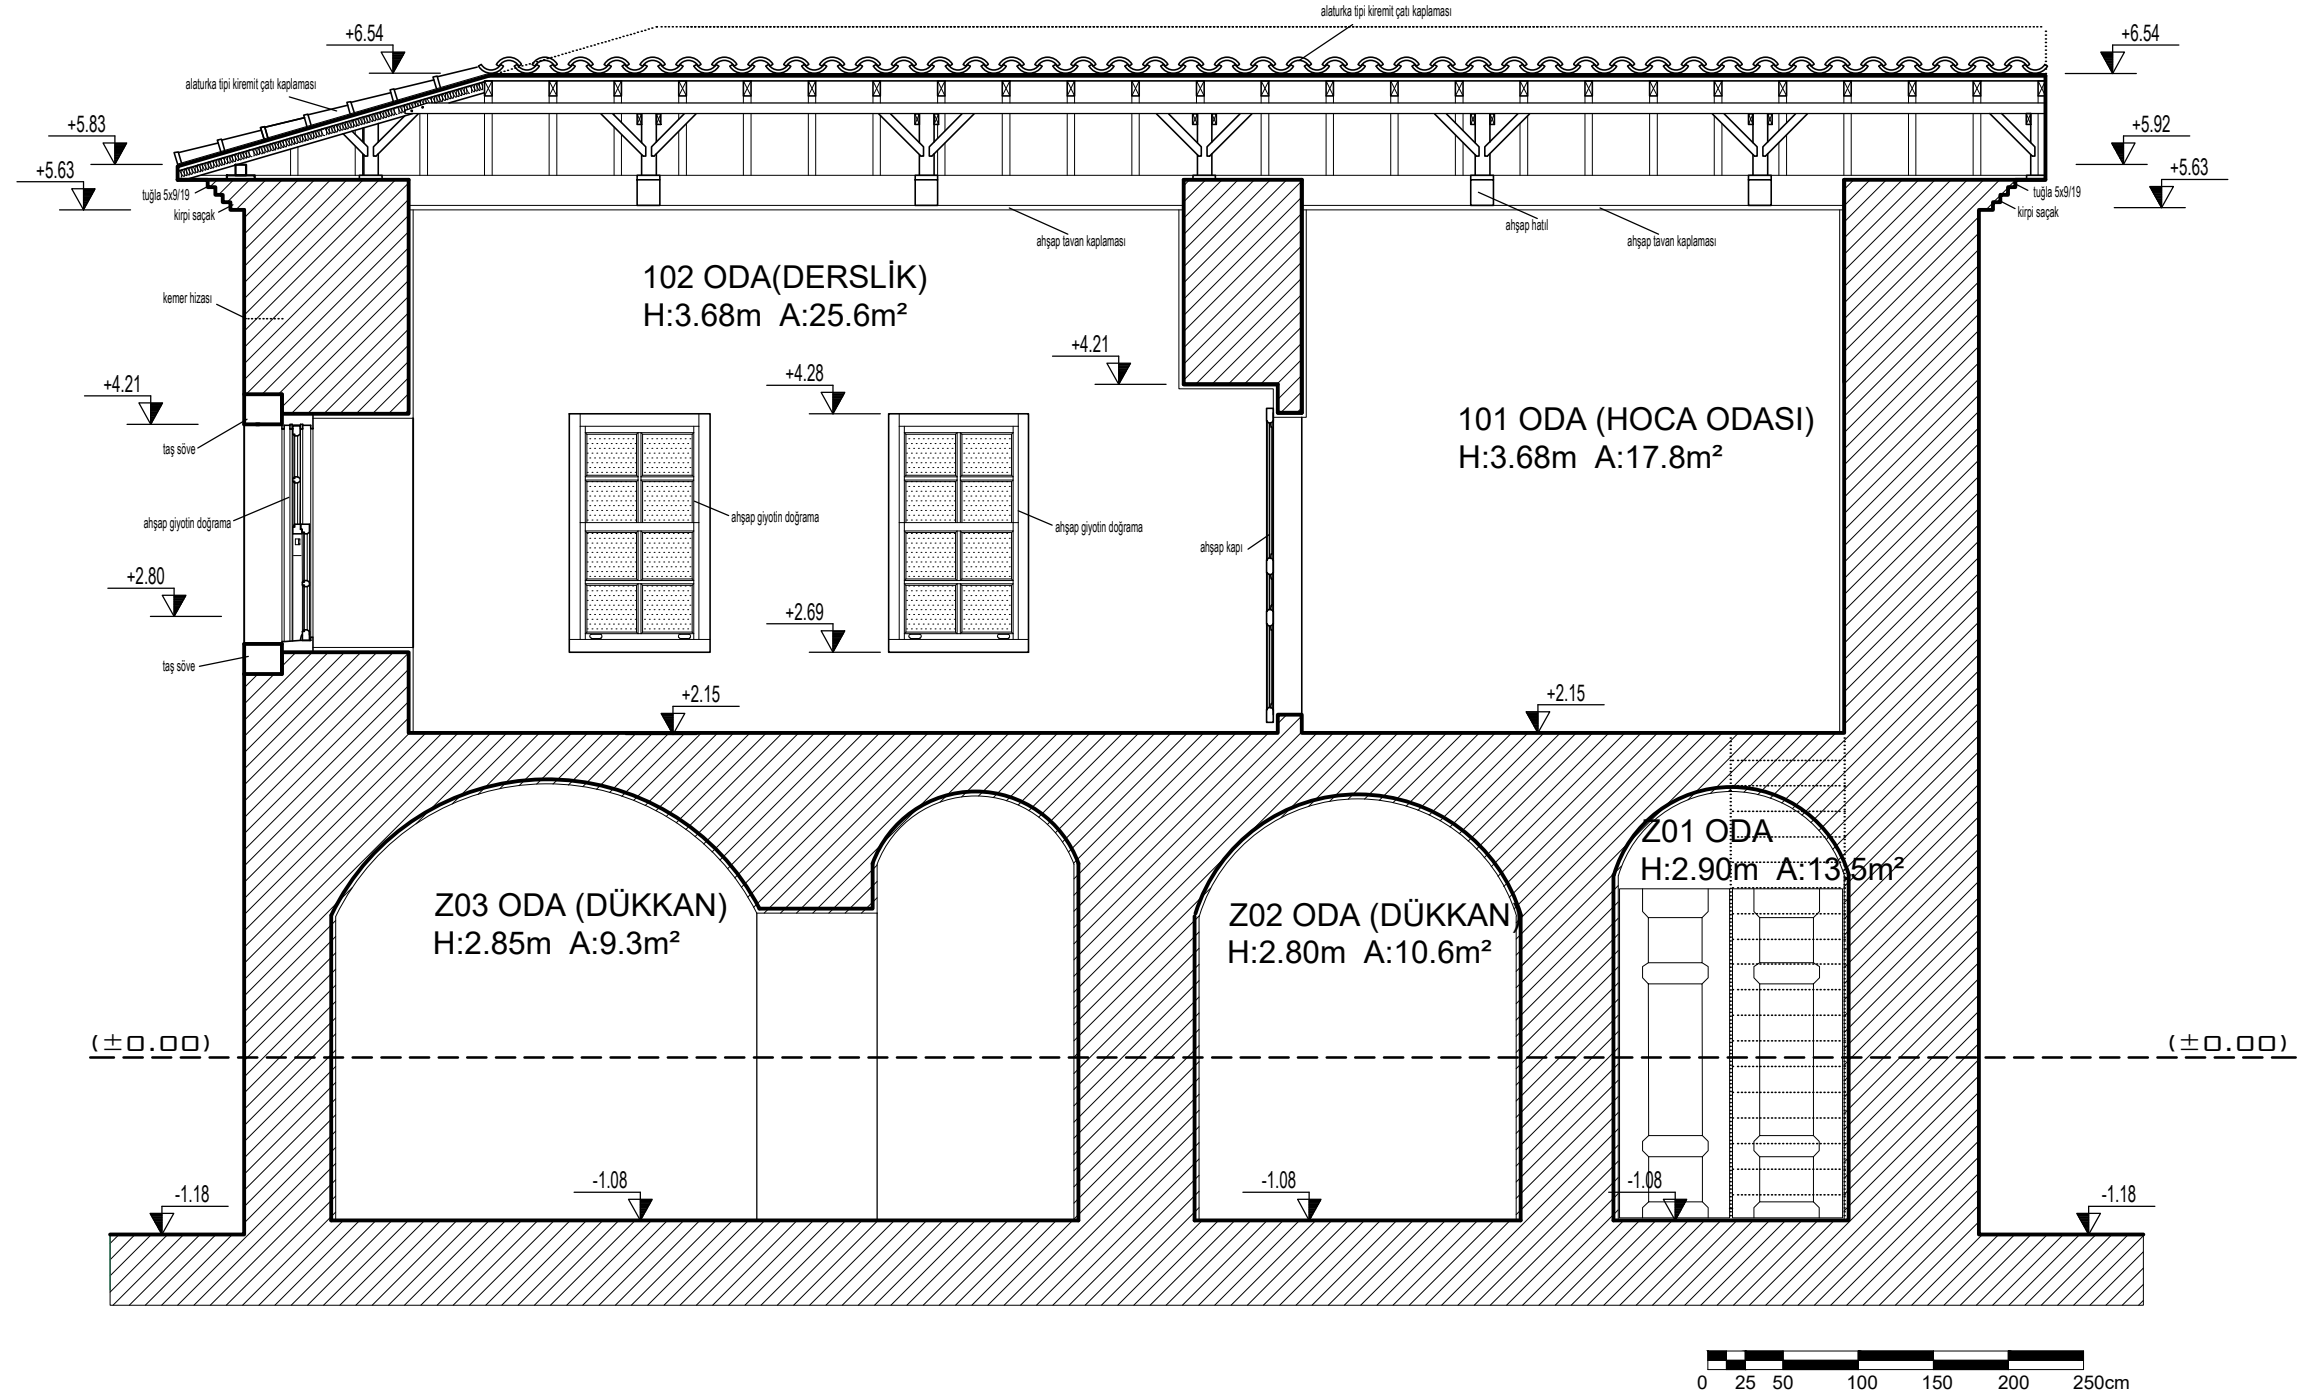 alaturka tipi kiremit çatı kaplaması
+6.54
+6.54
alaturka tipi kiremit çatı kaplaması
+5.83
+5.92
+5.63
+5.63
tuğla 5x9/19
kirpi saçak
tuğla 5x9/19
kirpi saçak
ahşap tavan kaplaması
ahşap hatıl
ahşap tavan kaplaması
102 ODA(DERSLİK)
H:3.68m A:25.6m²
kemer hizası
+4.21
+4.28
+4.21
101 ODA (HOCA ODASI)
H:3.68m A:17.8m²
taş söve
ahşap giyotin doğrama
ahşap giyotin doğrama
ahşap giyotin doğrama
ahşap kapı
+2.80
+2.69
taş söve
+2.15
+2.15
Z01 ODA
H:2.90m A:13.5m²
Z03 ODA (DÜKKAN)
H:2.85m A:9.3m²
Z02 ODA (DÜKKAN)
H:2.80m A:10.6m²
(±0.00)
(±0.00)
-1.08
-1.08
-1.08
-1.18
-1.18
0 25 50 100 150 200 250cm